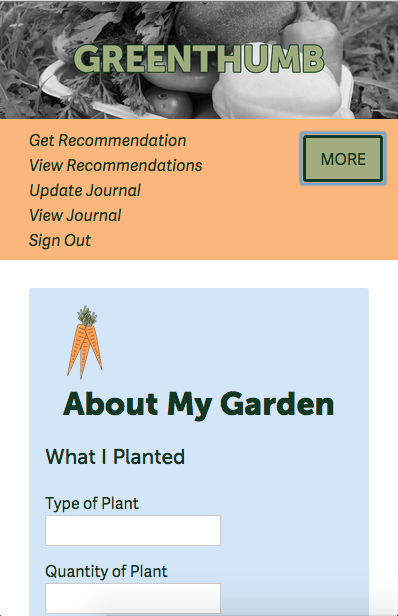 GREENTHUMB
Get Recommendation
MORE
View Recommendations
Update Journal
View Journal
Sign Out
About My Garden
What I Planted
Type of Plant
Quantity of Plant